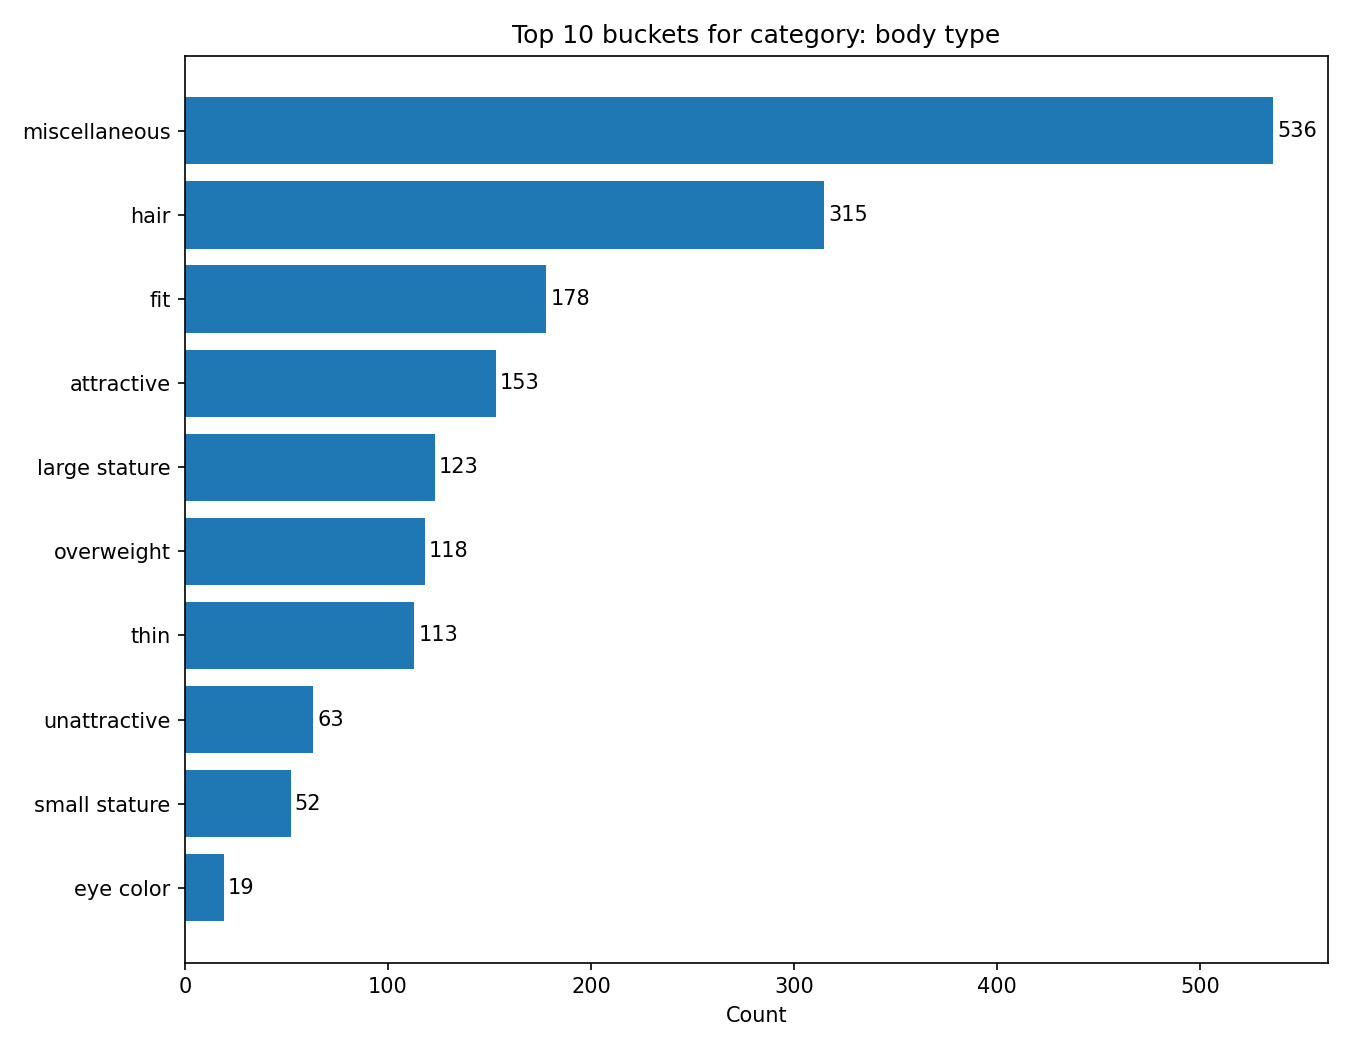 Top 10 buckets for category: body type
miscellaneous 536
hair 315
fit 178
attractive 153
large stature 123
overweight 118
thin 113
unattractive 63
small stature 52
eye color 19
0 100 200 300 400 500
Count